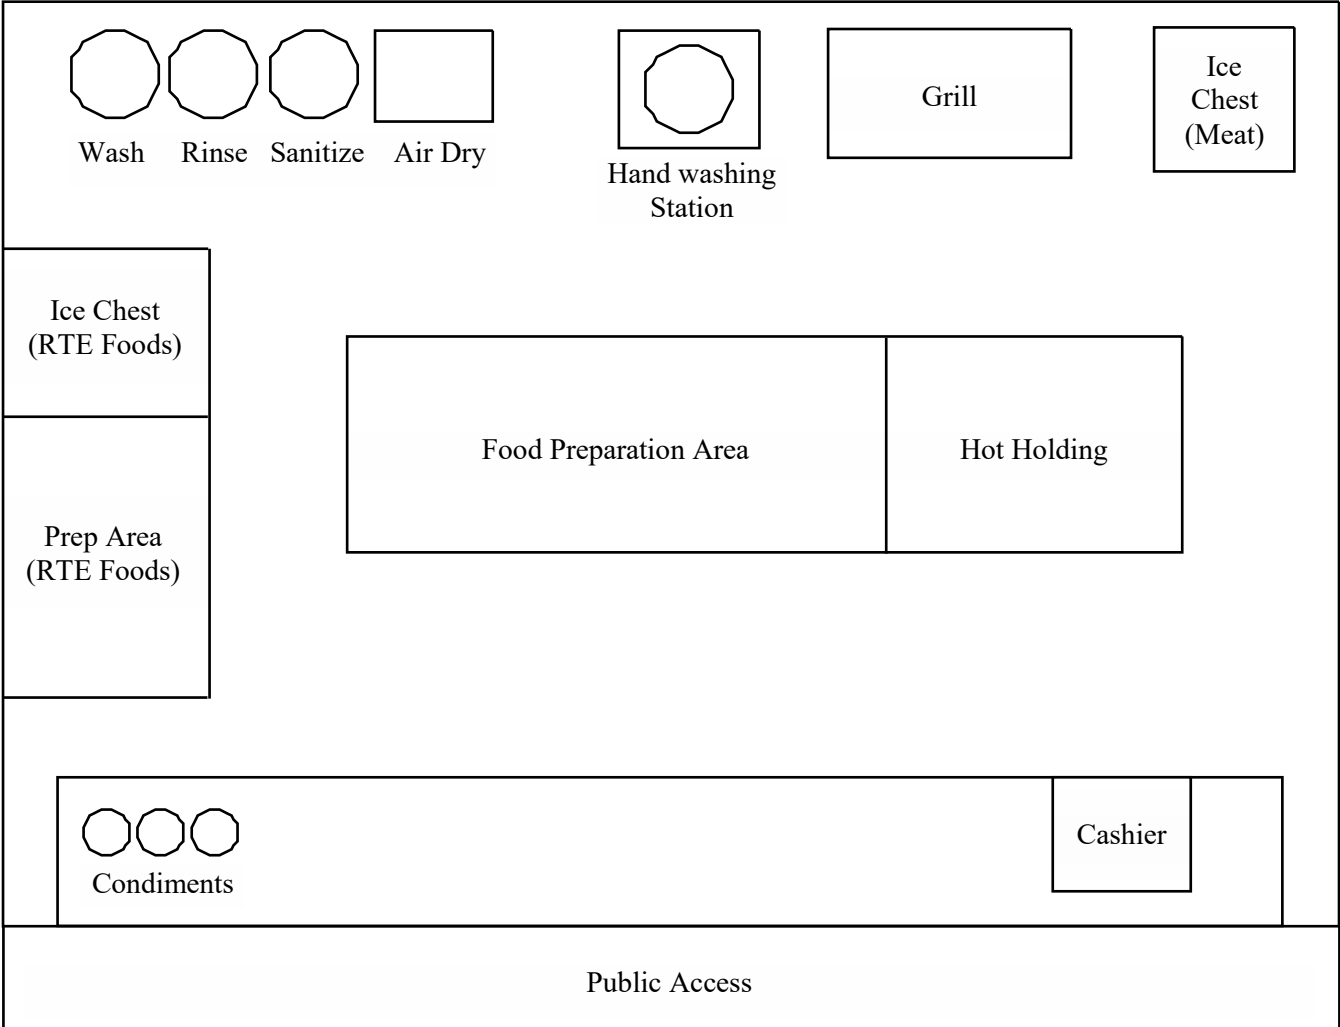 Wash
Rinse
Sanitize
Air Dry
Hand washing
Station
Grill
Ice
Chest
(Meat)
Ice Chest
(RTE Foods)
Food Preparation Area
Hot Holding
Prep Area
(RTE Foods)
Condiments
Cashier
Public Access